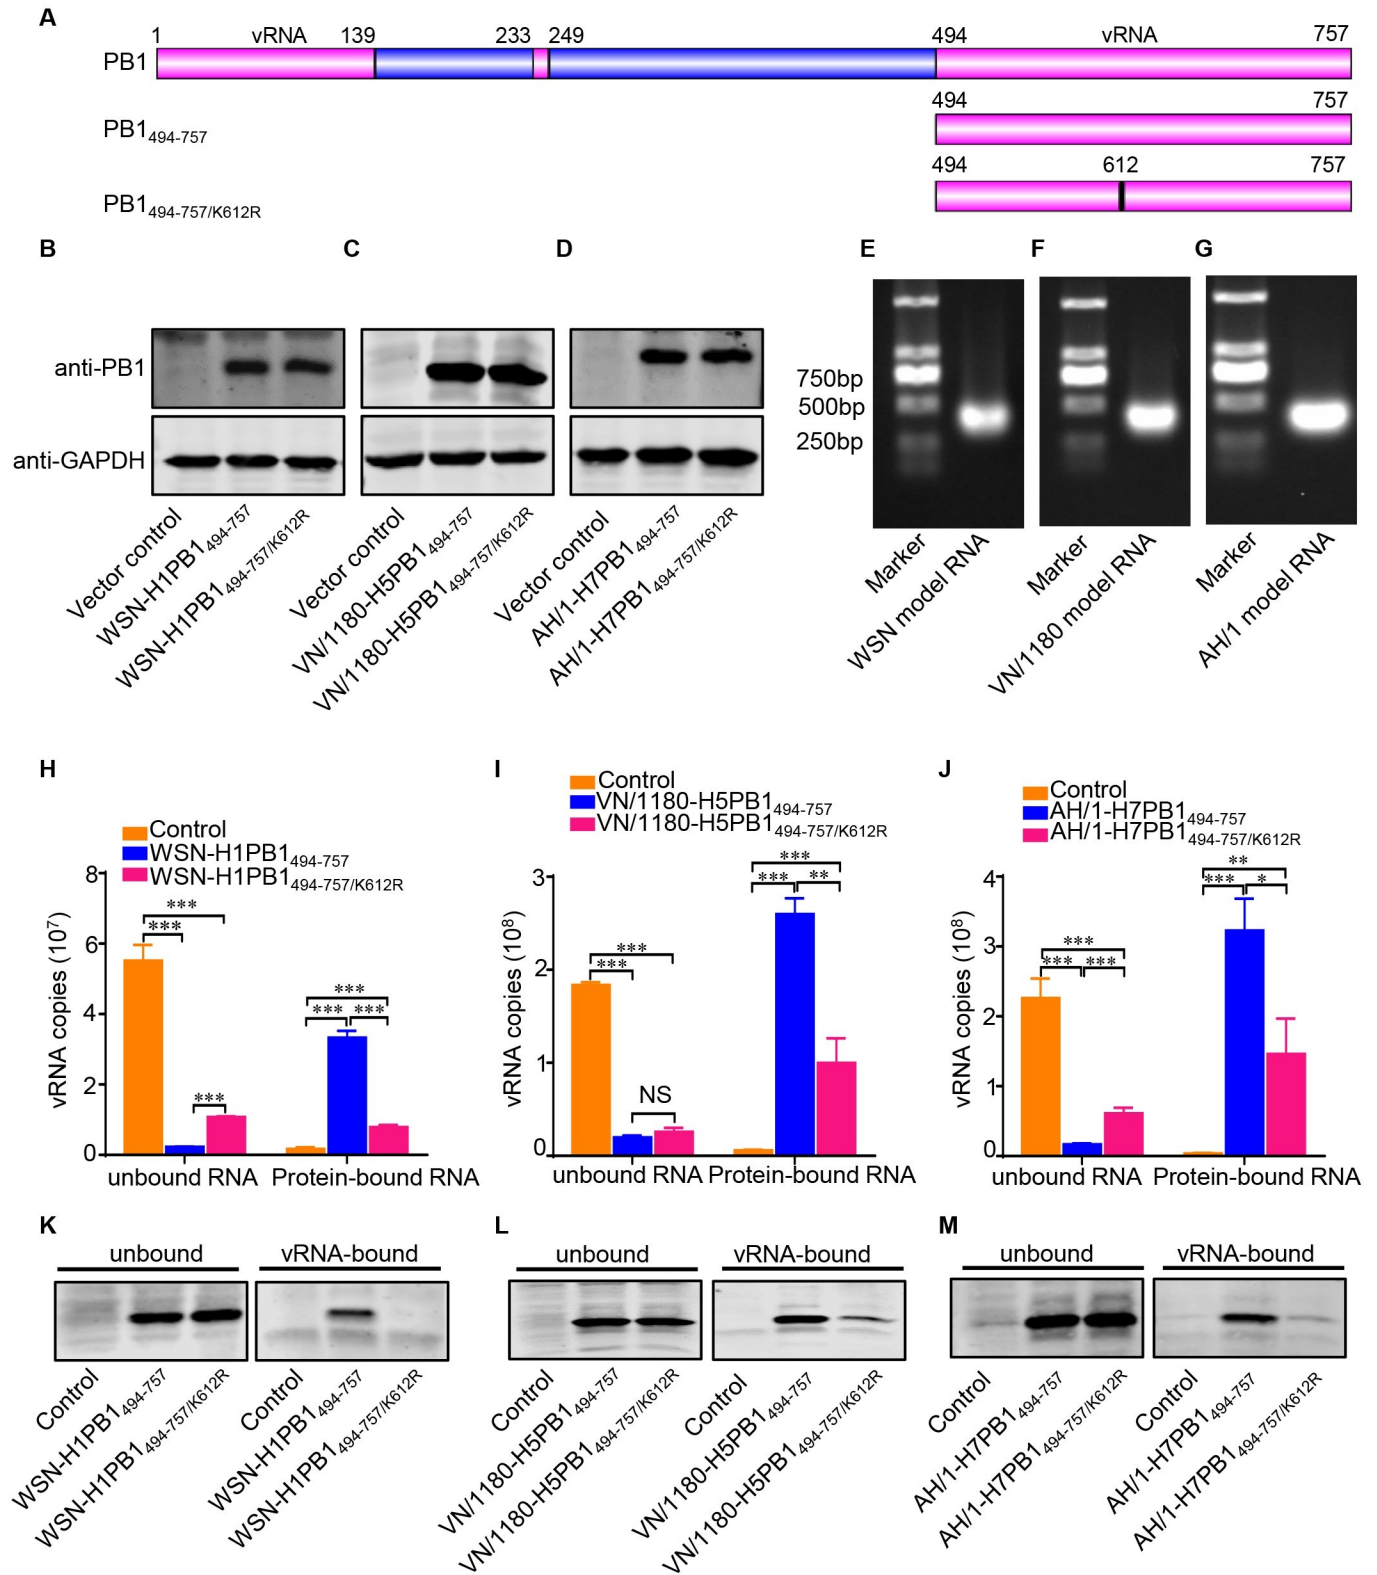 A
1 vRNA 139 233 249 494 vRNA 757
PB1
494 757
PB1494-757
494 612 757
PB1494-757/K612R
B C D E F G
anti-PB1
anti-GAPDH
750bp
500bp
250bp
Vector control
WSN-H1PB1494-757
WSN-H1PB1494-757/K612R
Vector control
VN/1180-H5PB1494-757
VN/1180-H5PB1494-757/K612R
Vector control
AH/1-H7PB1494-757
AH/1-H7PB1494-757/K612R
Marker
WSN model RNA
Marker
VN/1180 model RNA
Marker
AH/1 model RNA
H
Control
WSN-H1PB1494-757
WSN-H1PB1494-757/K612R
vRNA copies (10⁷)
8
6
4
2
0
***
***
***
***
*** ***
unbound RNA Protein-bound RNA
I
Control
VN/1180-H5PB1494-757
VN/1180-H5PB1494-757/K612R
vRNA copies (10⁸)
3
2
1
0
***
***
NS
***
*** **
unbound RNA Protein-bound RNA
J
Control
AH/1-H7PB1494-757
AH/1-H7PB1494-757/K612R
vRNA copies (10⁸)
4
3
2
1
0
***
*** ***
**
*** *
unbound RNA Protein-bound RNA
K
unbound vRNA-bound
Control
WSN-H1PB1494-757
WSN-H1PB1494-757/K612R
Control
WSN-H1PB1494-757
WSN-H1PB1494-757/K612R
L
unbound vRNA-bound
Control
VN/1180-H5PB1494-757
VN/1180-H5PB1494-757/K612R
Control
VN/1180-H5PB1494-757
VN/1180-H5PB1494-757/K612R
M
unbound vRNA-bound
Control
AH/1-H7PB1494-757
AH/1-H7PB1494-757/K612R
Control
AH/1-H7PB1494-757
AH/1-H7PB1494-757/K612R